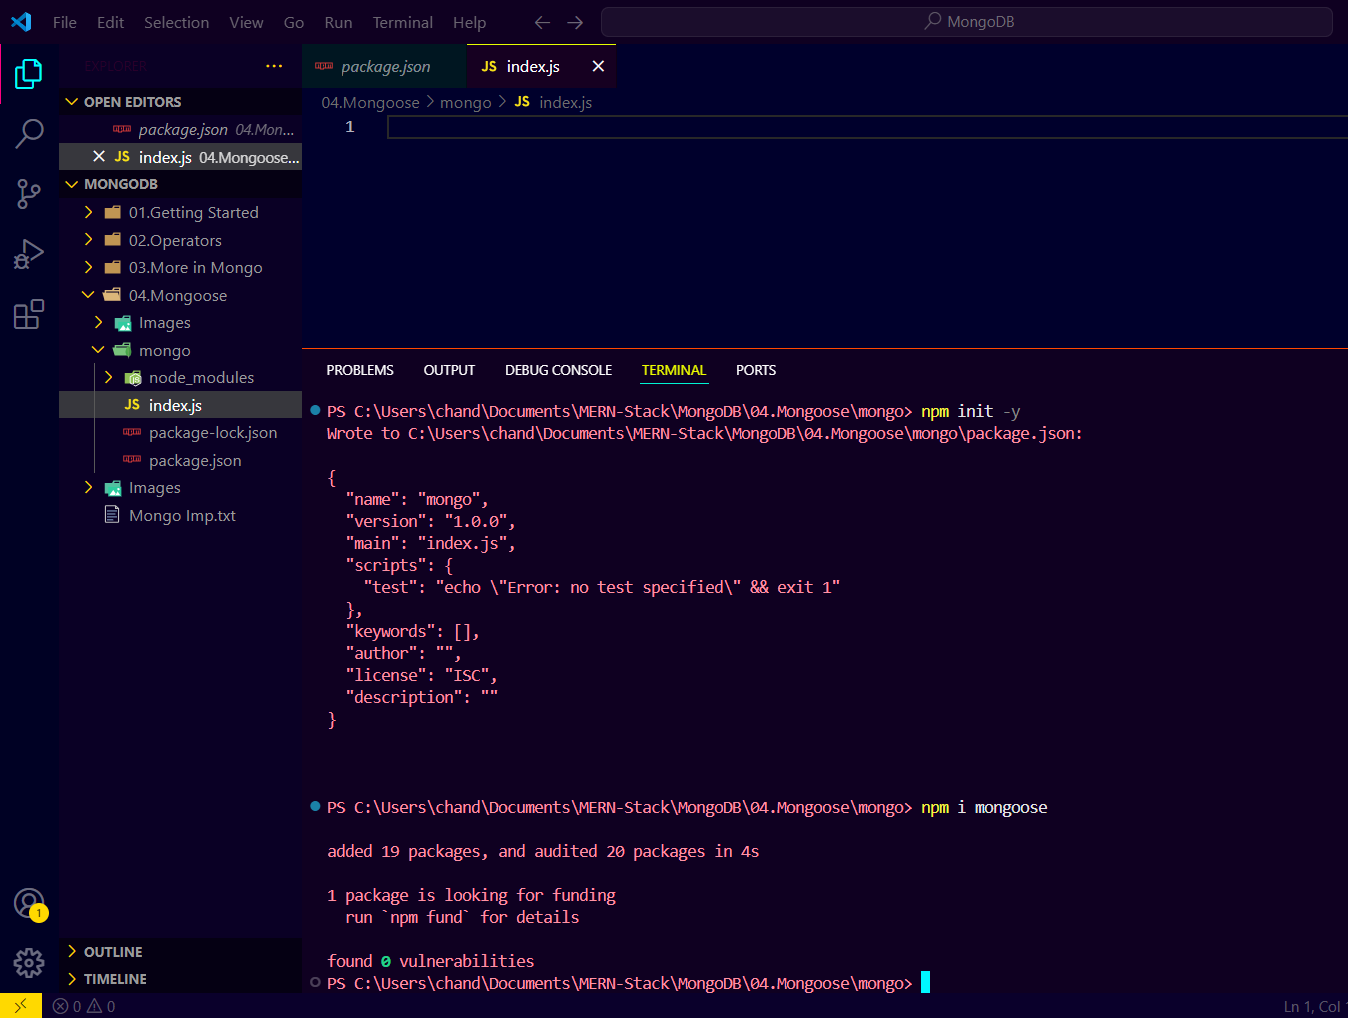 File Edit Selection View Go Run Terminal Help
MongoDB
EXPLORER
package.json
JS index.js
OPEN EDITORS
package.json 04.Mon...
JS index.js 04.Mongoose...
MONGODB
01.Getting Started
02.Operators
03.More in Mongo
04.Mongoose
Images
mongo
node_modules
JS index.js
package-lock.json
package.json
Images
Mongo Imp.txt
OUTLINE
TIMELINE
04.Mongoose > mongo > JS index.js
1
PROBLEMS OUTPUT DEBUG CONSOLE TERMINAL PORTS
PS C:\Users\chand\Documents\MERN-Stack\MongoDB\04.Mongoose\mongo> npm init -y
Wrote to C:\Users\chand\Documents\MERN-Stack\MongoDB\04.Mongoose\mongo\package.json:
{
  "name": "mongo",
  "version": "1.0.0",
  "main": "index.js",
  "scripts": {
    "test": "echo \"Error: no test specified\" && exit 1"
  },
  "keywords": [],
  "author": "",
  "license": "ISC",
  "description": ""
}
PS C:\Users\chand\Documents\MERN-Stack\MongoDB\04.Mongoose\mongo> npm i mongoose
added 19 packages, and audited 20 packages in 4s
1 package is looking for funding
  run `npm fund` for details
found 0 vulnerabilities
PS C:\Users\chand\Documents\MERN-Stack\MongoDB\04.Mongoose\mongo>
1
0 0
Ln 1, Col